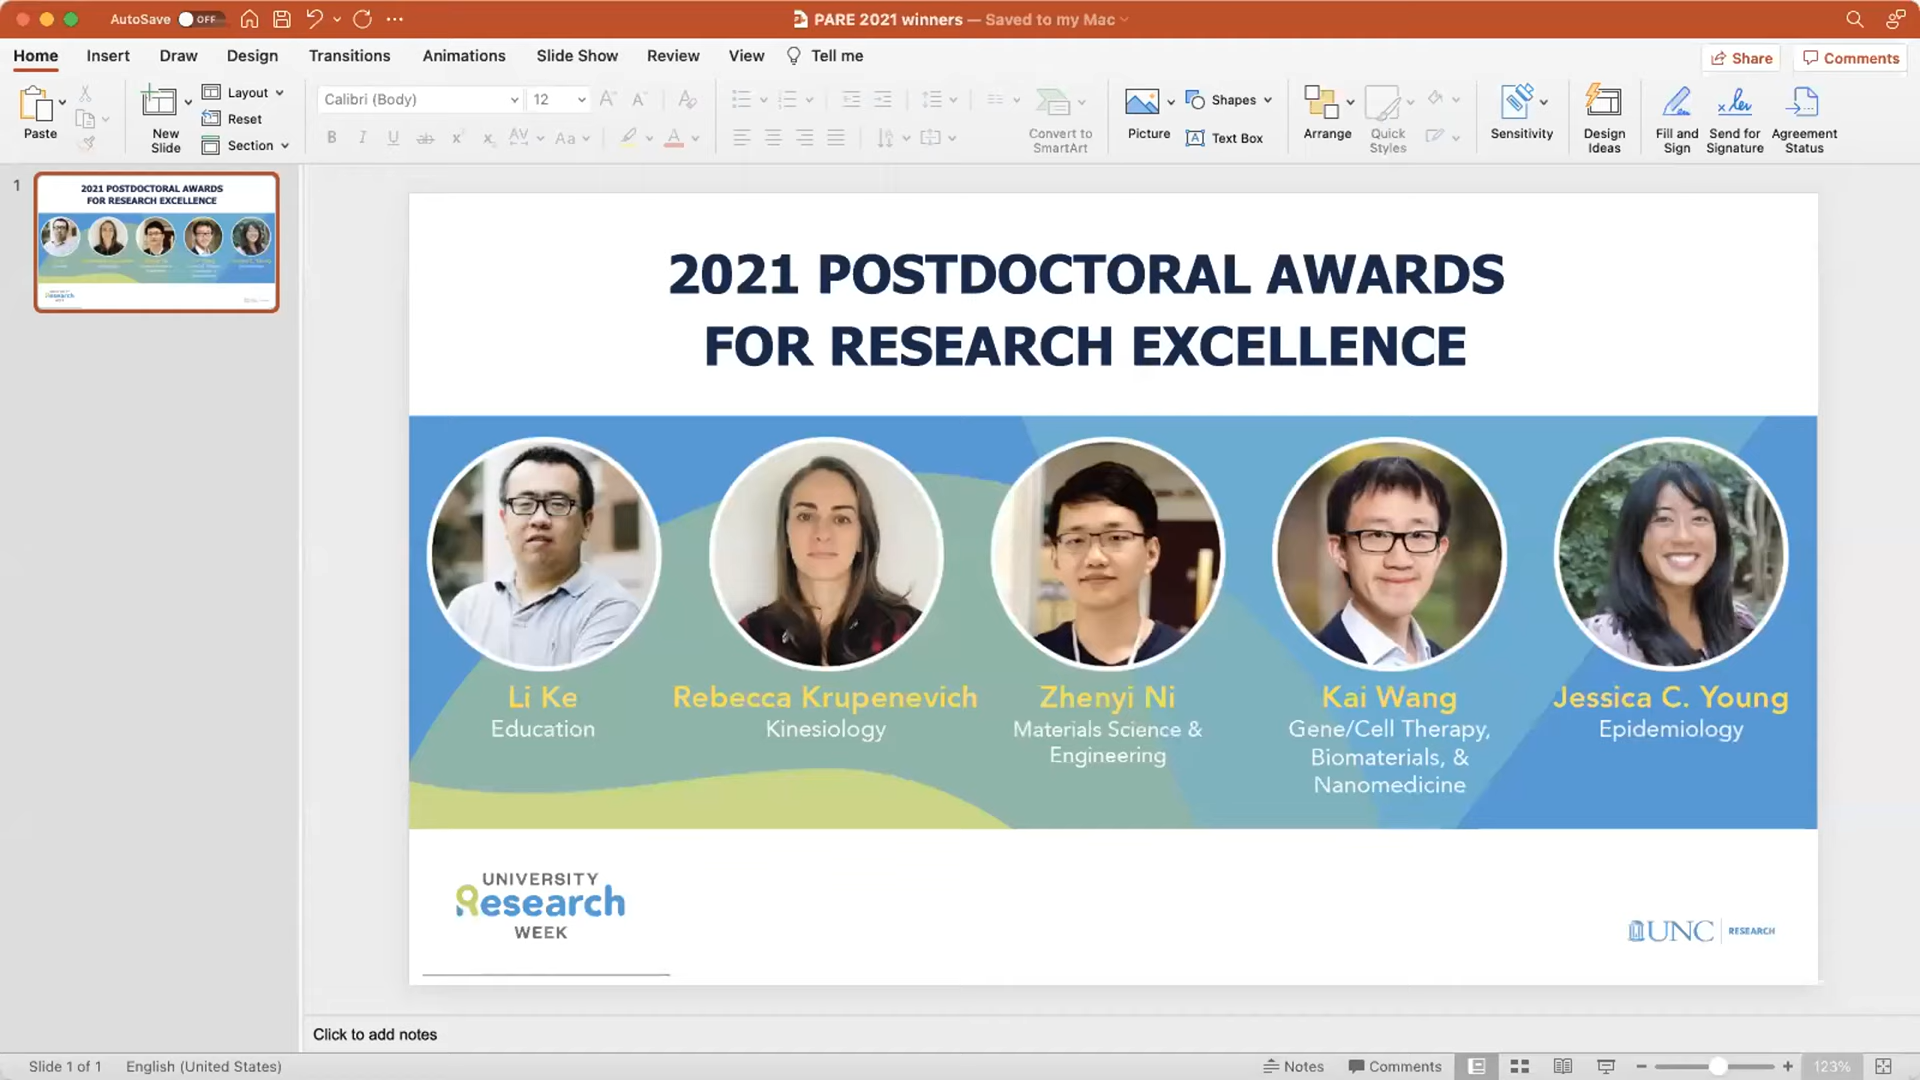 AutoSave OFF
PARE 2021 winners — Saved to my Mac
Home Insert Draw Design Transitions Animations Slide Show Review View Tell me
Share Comments
Paste
New
Slide
Layout
Reset
Section
Calibri (Body) 12
Convert to
SmartArt
Picture
Shapes
Text Box
Arrange
Quick
Styles
Sensitivity
Design
Ideas
Fill and
Sign
Send for
Signature
Agreement
Status
1
2021 POSTDOCTORAL AWARDS
FOR RESEARCH EXCELLENCE
2021 POSTDOCTORAL AWARDS
FOR RESEARCH EXCELLENCE
Li Ke
Education
Rebecca Krupenevich
Kinesiology
Zhenyi Ni
Materials Science &
Engineering
Kai Wang
Gene/Cell Therapy,
Biomaterials, &
Nanomedicine
Jessica C. Young
Epidemiology
UNIVERSITY
Research
WEEK
UNC RESEARCH
Click to add notes
Slide 1 of 1 English (United States)
Notes Comments 123%